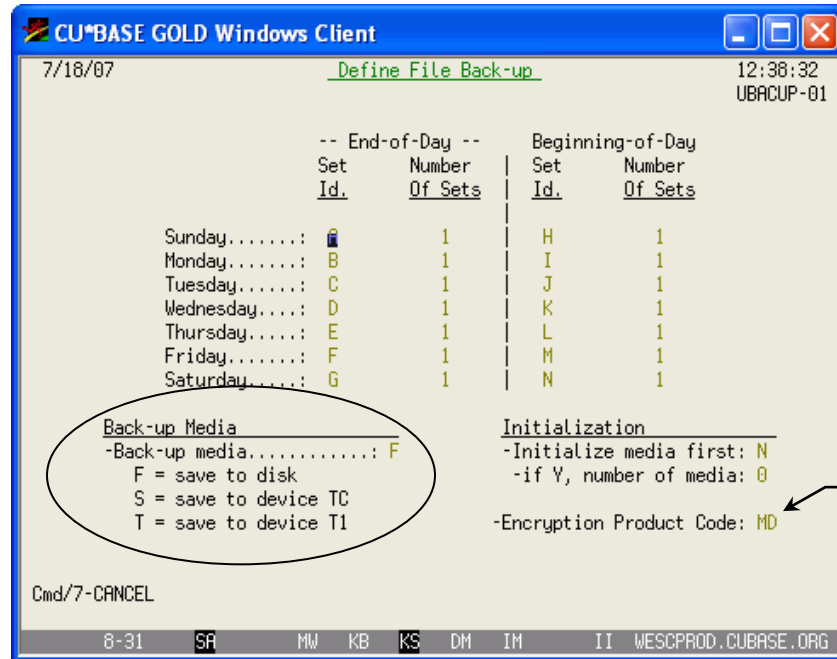 CU*BASE GOLD Windows Client
7/18/07 Define File Back-up 12:38:32
UBACUP-01
-- End-of-Day -- Beginning-of-Day
Set Number | Set Number
Id. Of Sets | Id. Of Sets
|
Sunday.......: 1 | H 1
Monday.......: B 1 | I 1
Tuesday......: C 1 | J 1
Wednesday....: D 1 | K 1
Thursday.....: E 1 | L 1
Friday.......: F 1 | M 1
Saturday.....: G 1 | N 1
Back-up Media Initialization
-Back-up media............: F -Initialize media first: N
F = save to disk -if Y, number of media: 0
S = save to device TC
T = save to device T1 -Encryption Product Code: MD
Cmd/7-CANCEL
8-31 SA MW KB KS DM IM II WESCPROD.CUBASE.ORG